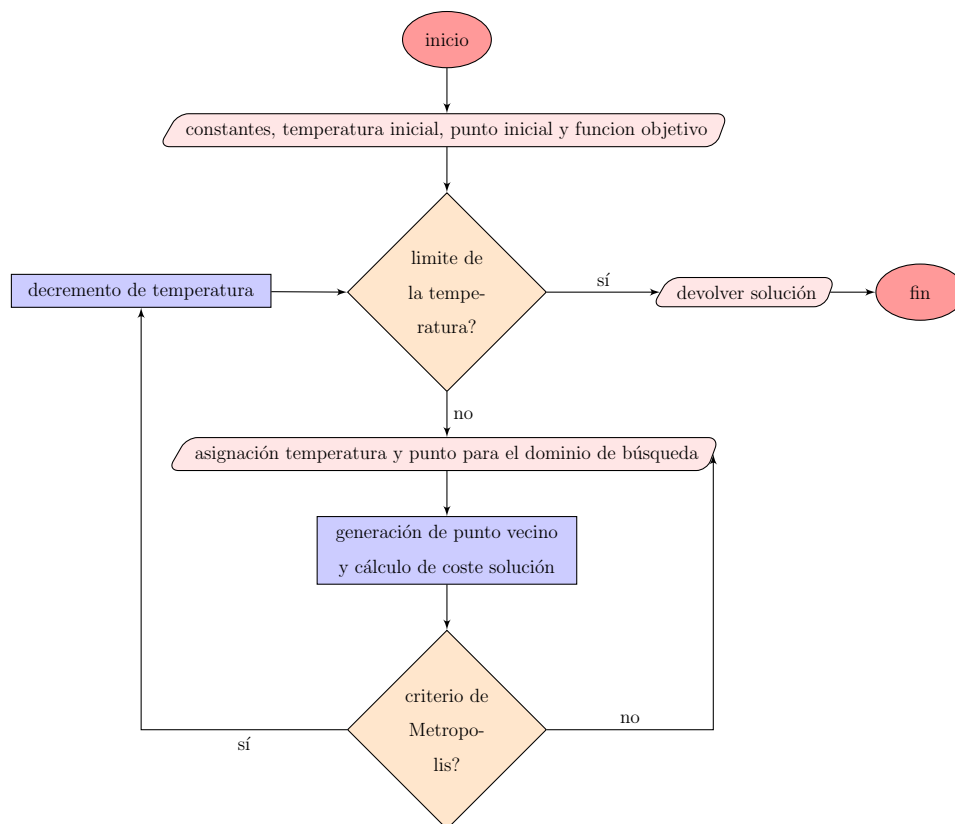 inicio
constantes, temperatura inicial, punto inicial y funcion objetivo
limite de
la tempe-
ratura?
decremento de temperatura
sí
devolver solución
fin
no
asignación temperatura y punto para el dominio de búsqueda
generación de punto vecino
y cálculo de coste solución
criterio de
Metropo-
lis?
sí
no